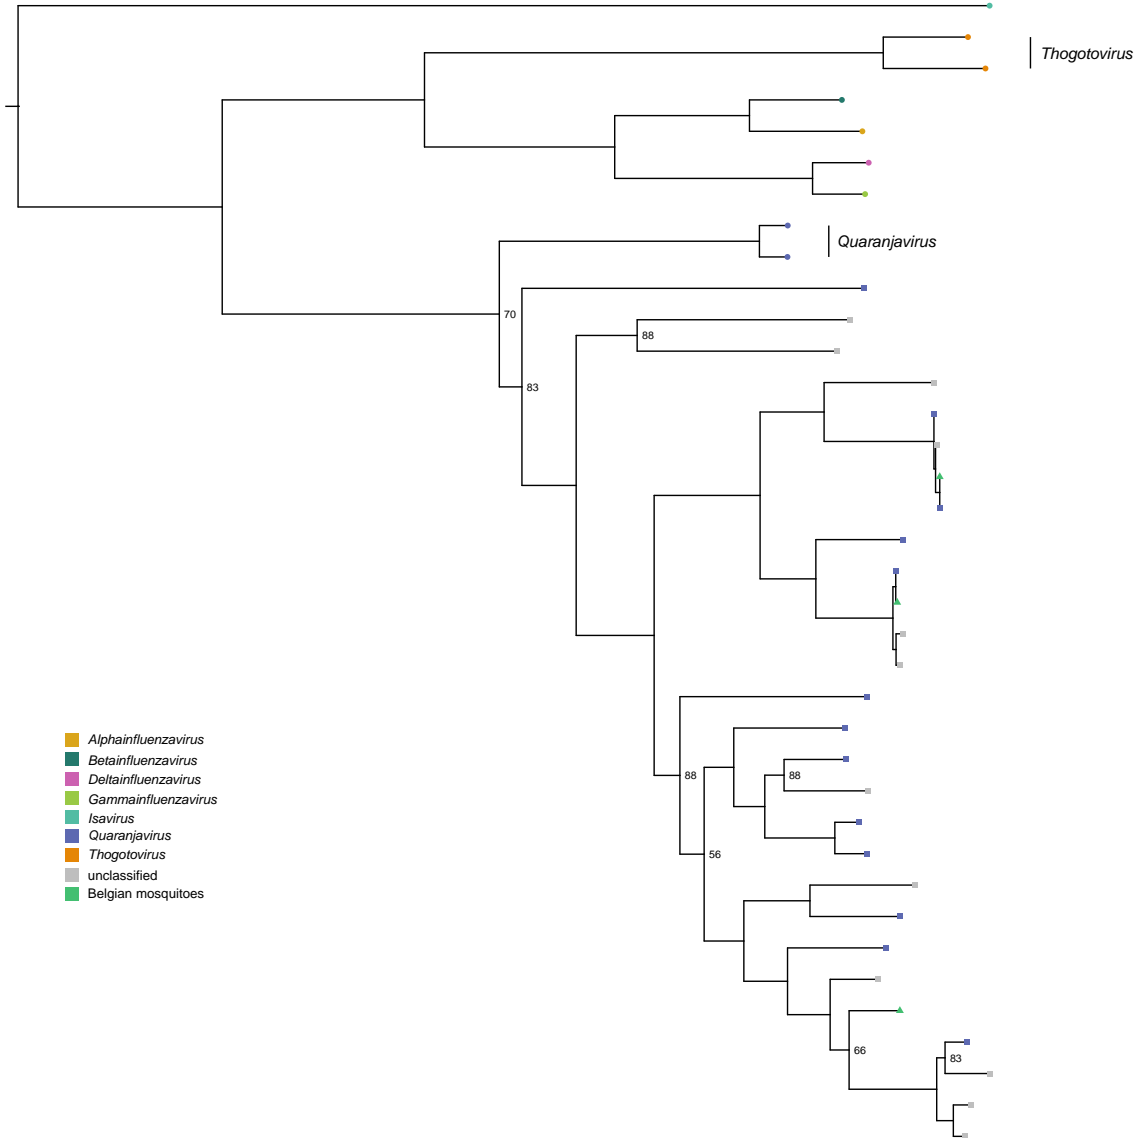 Thogotovirus
Quaranjavirus
70
88
83
88
88
56
66
83
Alphainfluenzavirus
Betainfluenzavirus
Deltainfluenzavirus
Gammainfluenzavirus
Isavirus
Quaranjavirus
Thogotovirus
unclassified
Belgian mosquitoes